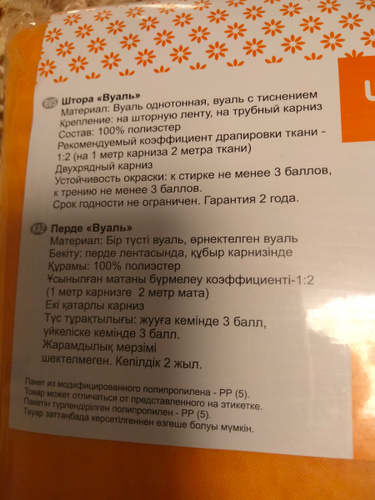 RUS Штора «Вуаль»
Материал: Вуаль однотонная, вуаль с тиснением
Крепление: на шторную ленту, на трубный карниз
Состав: 100% полиэстер
Рекомендуемый коэффициент драпировки ткани -
1:2 (на 1 метр карниза 2 метра ткани)
Двухрядный карниз
Устойчивость окраски: к стирке не менее 3 баллов,
к трению не менее 3 баллов.
Срок годности не ограничен. Гарантия 2 года.
KAZ Перде «Вуаль»
Материал: Бір түсті вуаль, өрнектелген вуаль
Бекіту: перде лентасында, құбыр карнизінде
Құрамы: 100% полиэстер
Ұсынылған матаны бүрмелеу коэффициенті-1:2
(1 метр карнизге 2 метр мата)
Екі қатарлы карниз
Түс тұрақтылығы: жууға кемінде 3 балл,
үйкеліске кемінде 3 балл.
Жарамдылық мерзімі
шектелмеген. Кепілдік 2 жыл.
Пакет из модифицированного полипропилена - PP (5).
Товар может отличаться от представленного на этикетке.
Пакетін түрлендірілген полипропилен - PP (5).
Тауар заттаңбада көрсетілгеннен өзгеше болуы мүмкін.